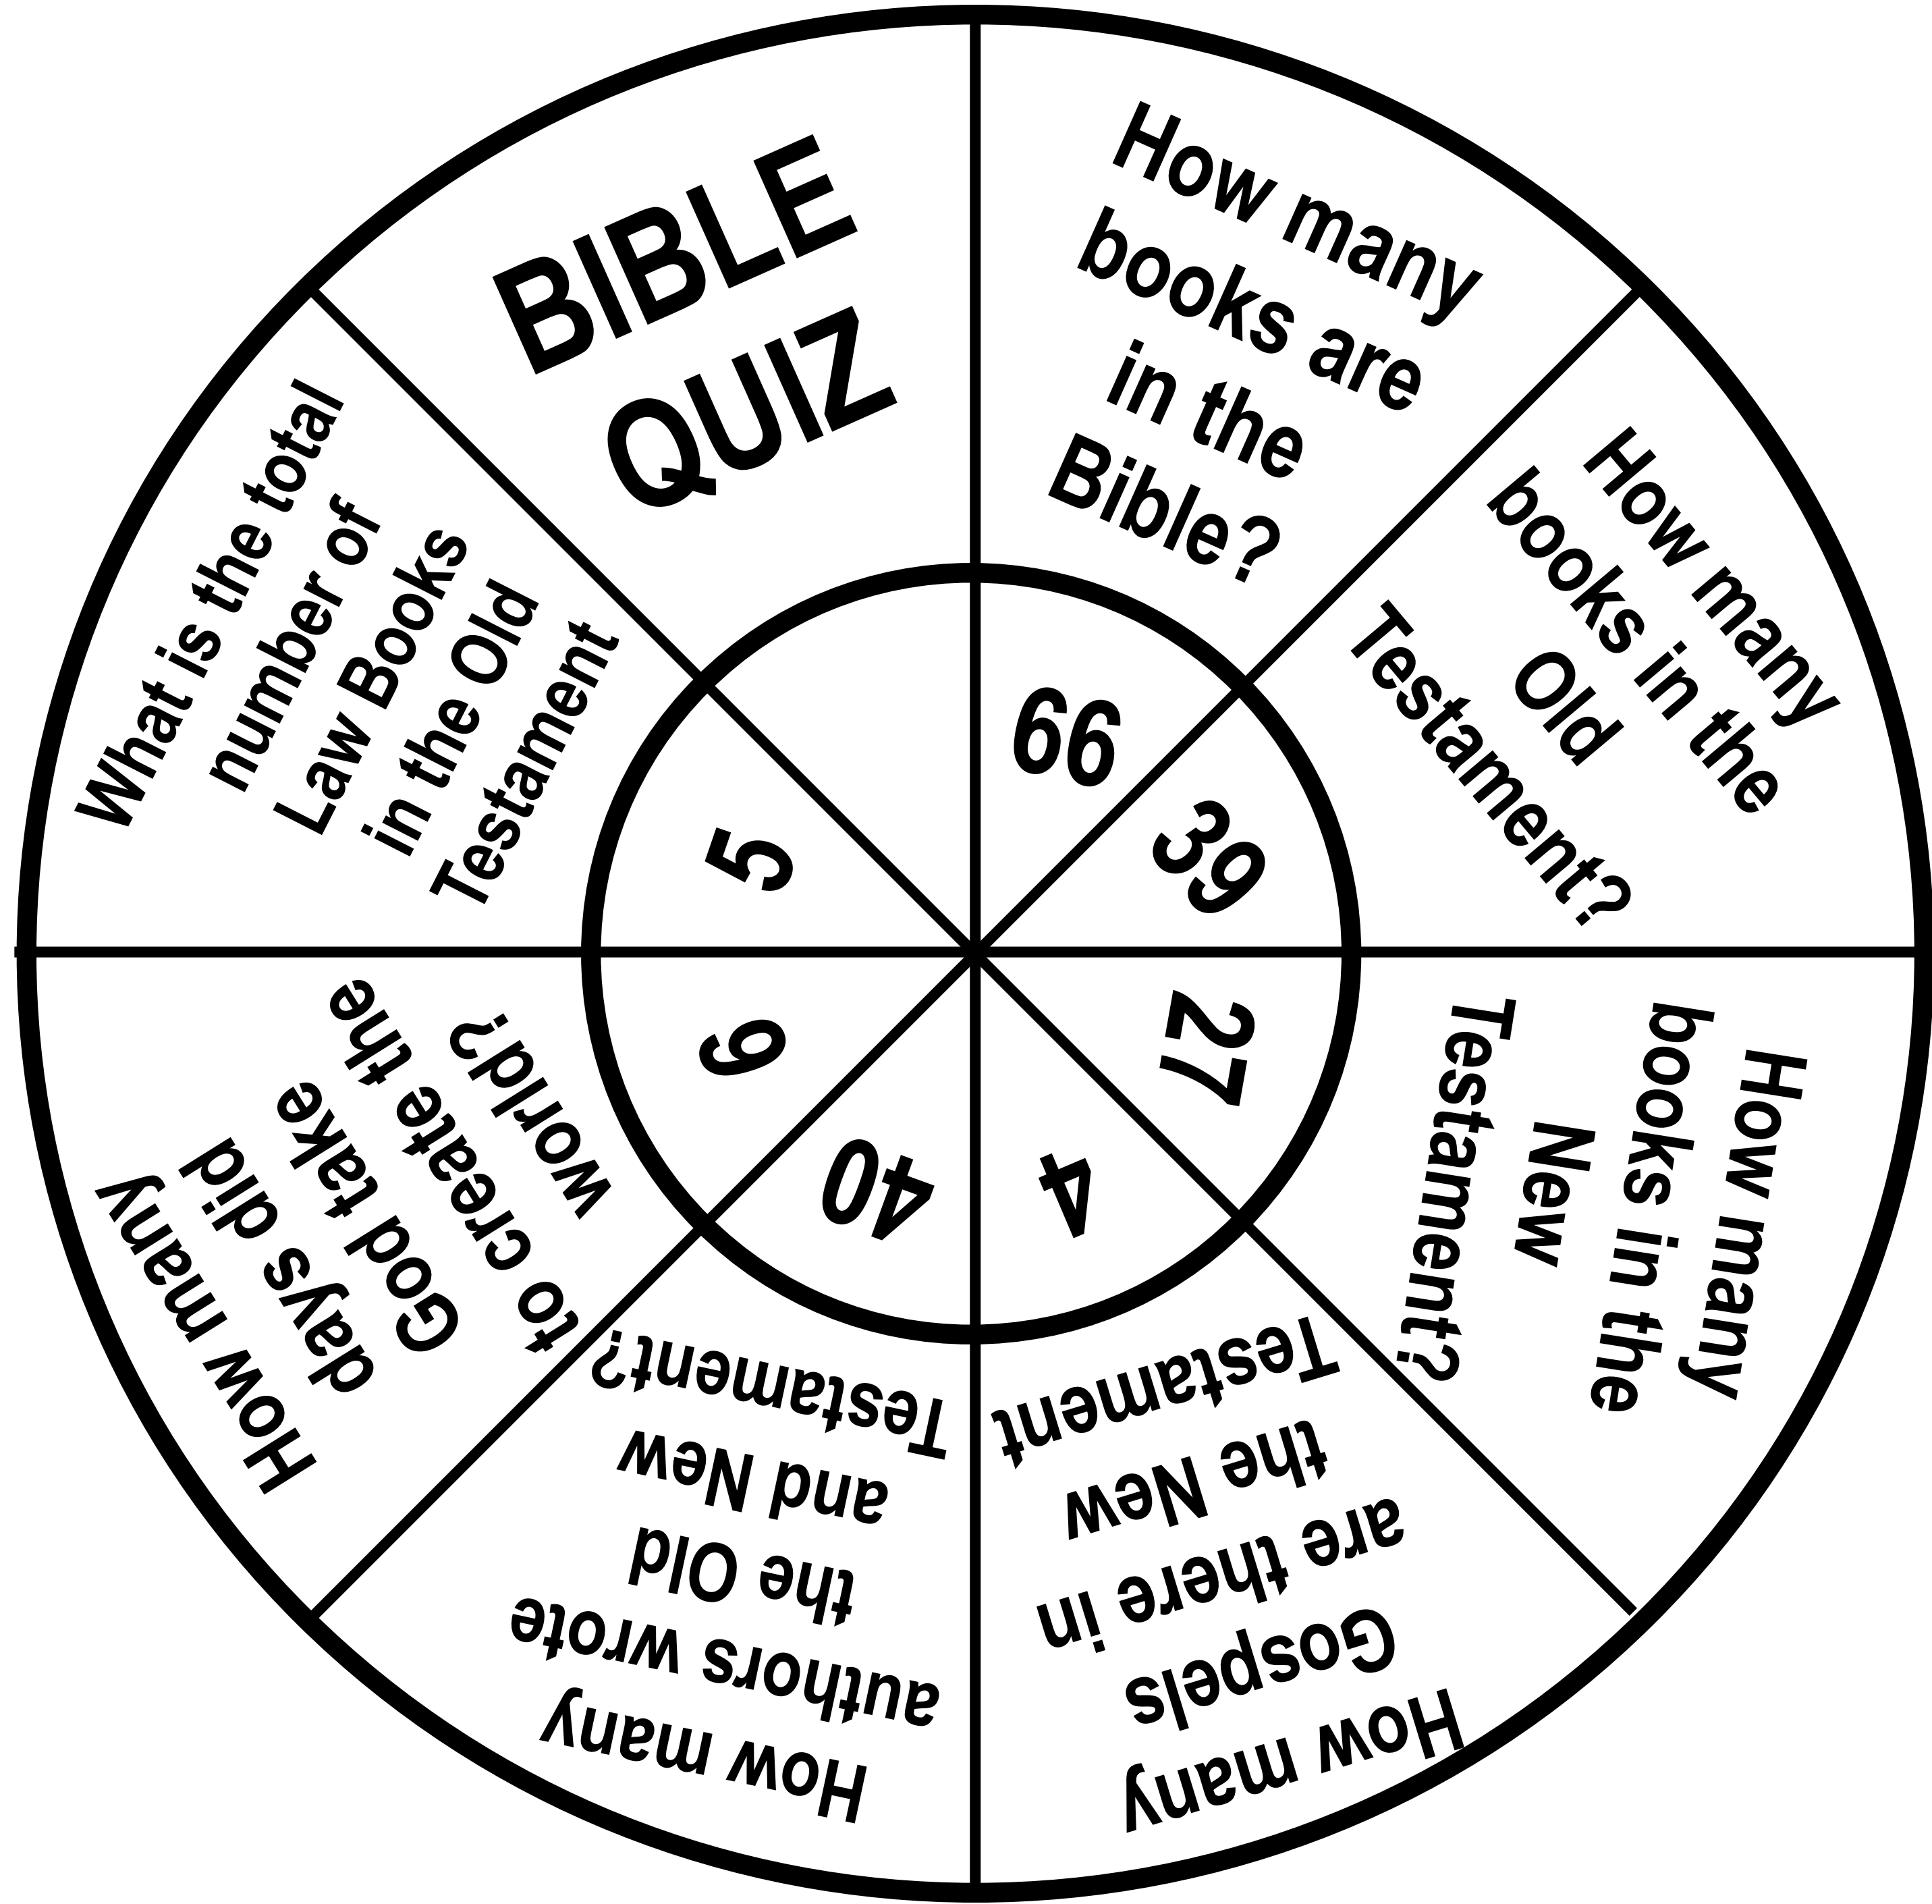 BIBLE
QUIZ
How many
books are
in the
Bible?
66
How many
books in the
Old
Testament?
39
How many
books in the
New
Testament?
27
How many
Gospels
are there in
the New
Testament
4
How many
authors wrote
the Old
and New
Testament?
40
How many
days did
God take
to create the
world?
6
What is the total
number of
Law Books
in the Old
Testament
5